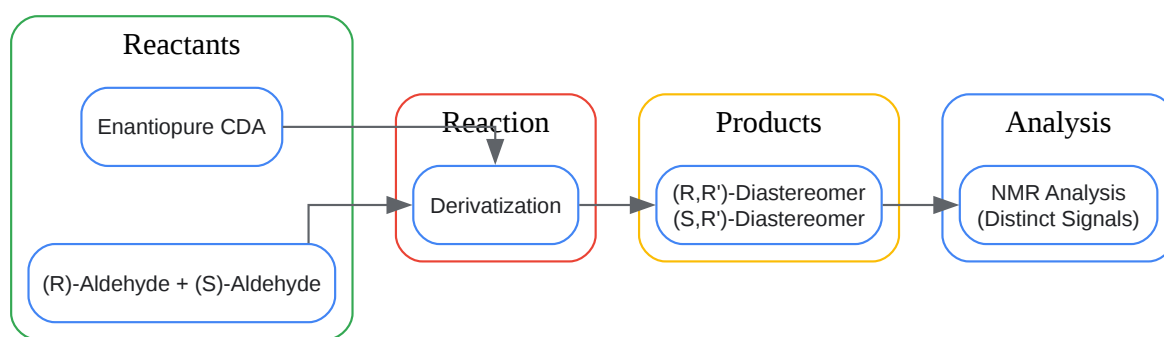 Reactants
Enantiopure CDA
(R)-Aldehyde + (S)-Aldehyde
Reaction
Derivatization
Products
(R,R')-Diastereomer
(S,R')-Diastereomer
Analysis
NMR Analysis
(Distinct Signals)